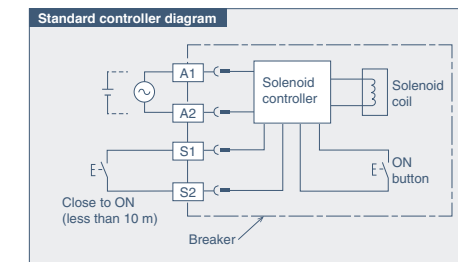 Standard controller diagram
A1
A2
S1
S2
Solenoid
controller
Solenoid
coil
ON
button
Close to ON
(less than 10 m)
Breaker